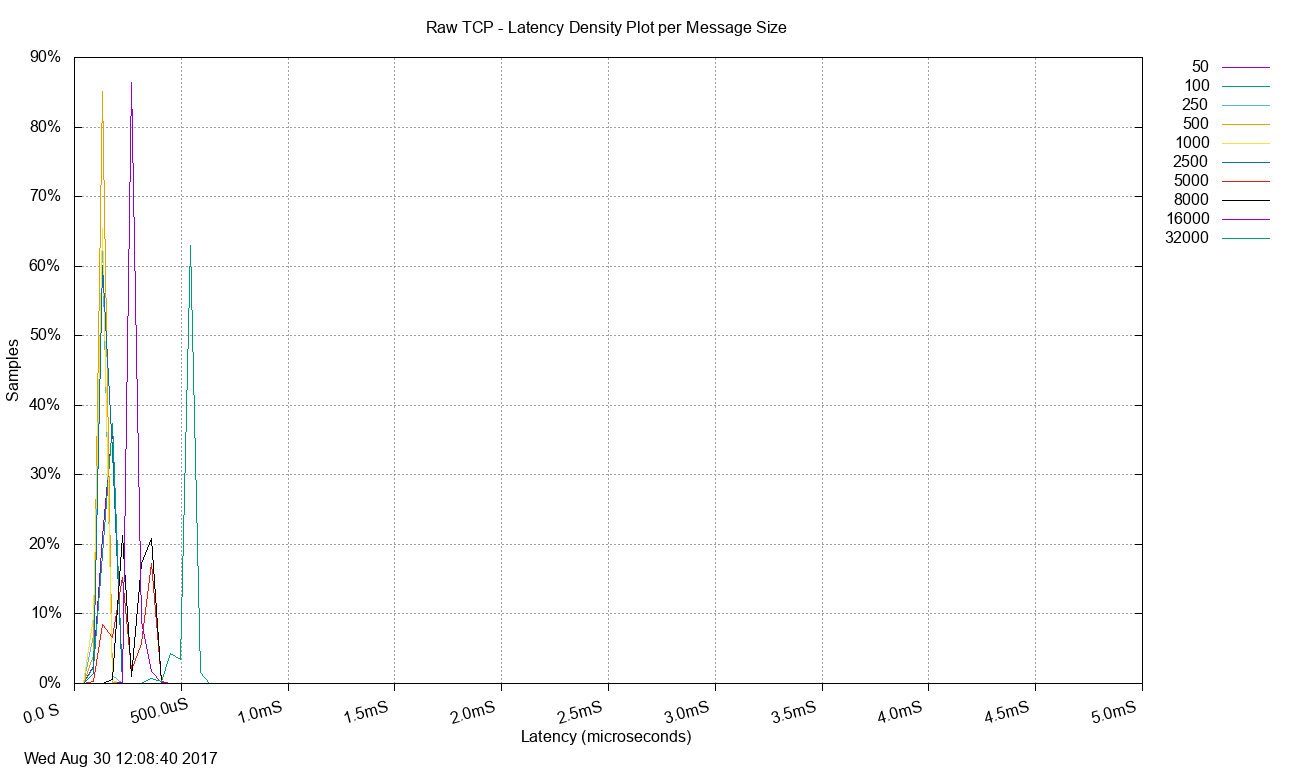 Raw TCP - Latency Density Plot per Message Size
90%
80%
70%
60%
50%
40%
30%
20%
10%
0%
Samples
0.0 S
500.0uS
1.0mS
1.5mS
2.0mS
2.5mS
3.0mS
3.5mS
4.0mS
4.5mS
5.0mS
Latency (microseconds)
50
100
250
500
1000
2500
5000
8000
16000
32000
Wed Aug 30 12:08:40 2017